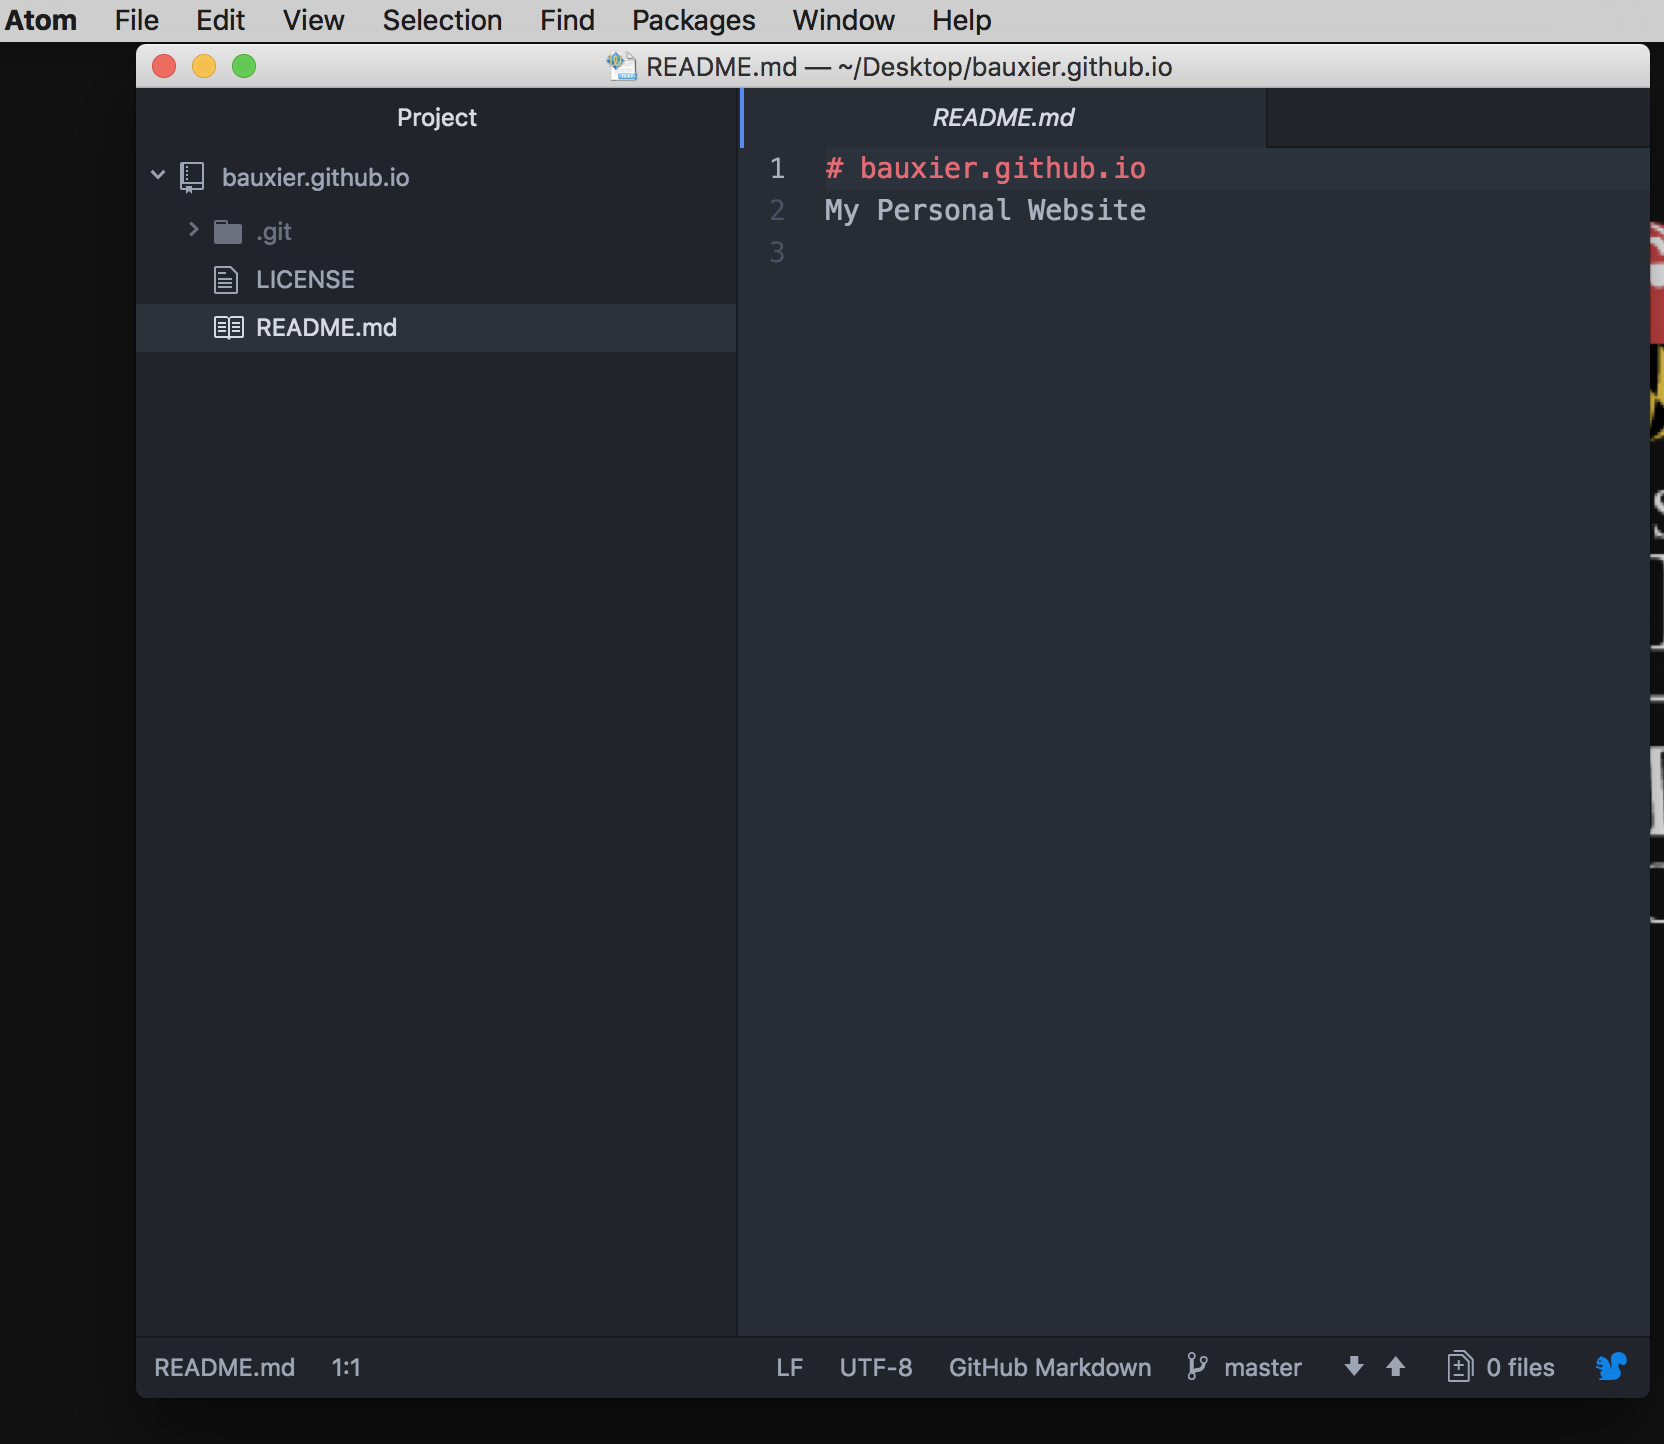 Atom File Edit View Selection Find Packages Window Help
README.md — ~/Desktop/bauxier.github.io
Project
bauxier.github.io
.git
LICENSE
README.md
README.md
1 # bauxier.github.io
2 My Personal Website
3
README.md 1:1 LF UTF-8 GitHub Markdown master 0 files